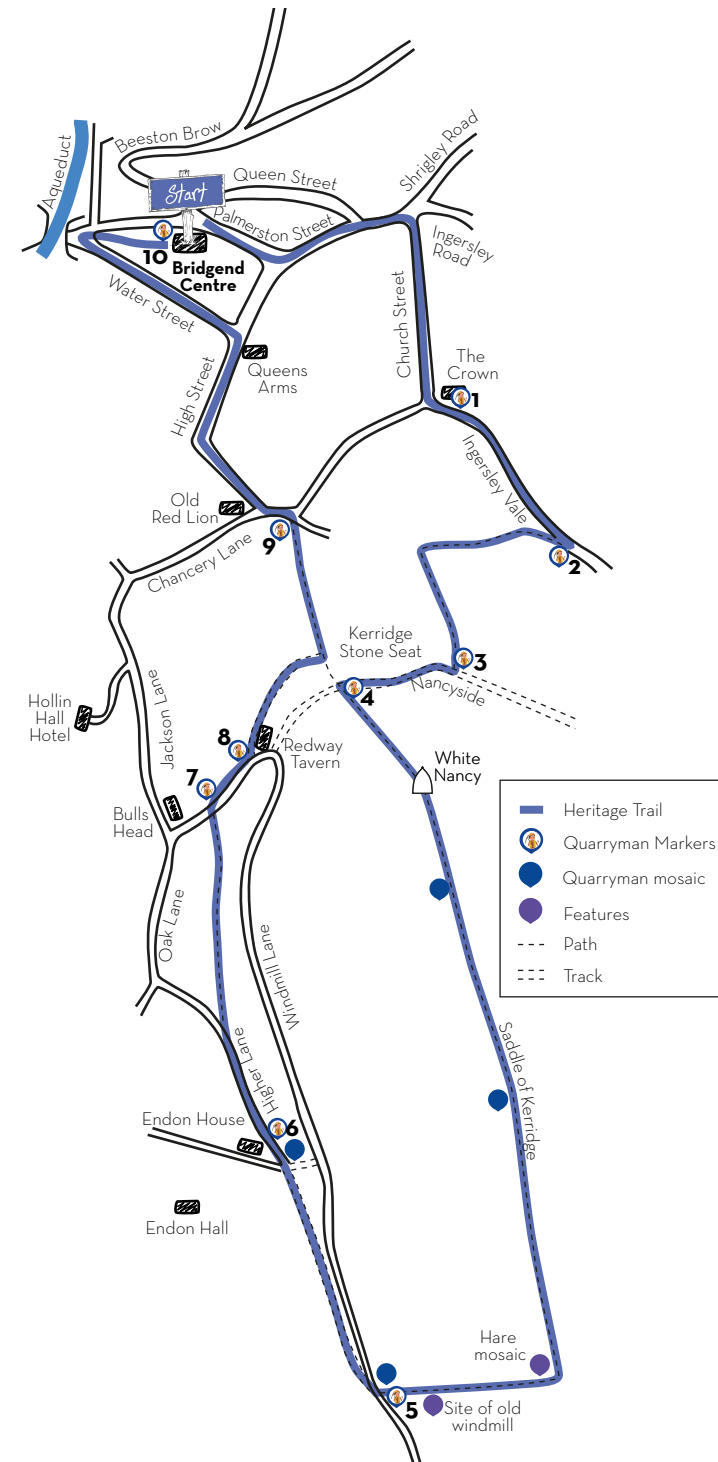 Beeston Brow
Aqueduct
Shrigley Road
Queen Street
Start
Palmerston Street
Ingersley
Road
10
Bridgend
Centre
Water Street
Church Street
The
Crown
1
Queens
Arms
High Street
Ingersley Vale
Old
Red Lion
9
Chancery Lane
2
Kerridge
Stone Seat
3
Nancyside
4
Hollin
Hall
Hotel
Jackson Lane
8
Redway
Tavern
7
White
Nancy
Bulls
Head
Heritage Trail
Quarryman Markers
Quarryman mosaic
Features
Path
Track
Oak Lane
Windmill Lane
Saddle of Kerridge
Higher Lane
Endon House
6
Endon Hall
Hare
mosaic
5
Site of old
windmill